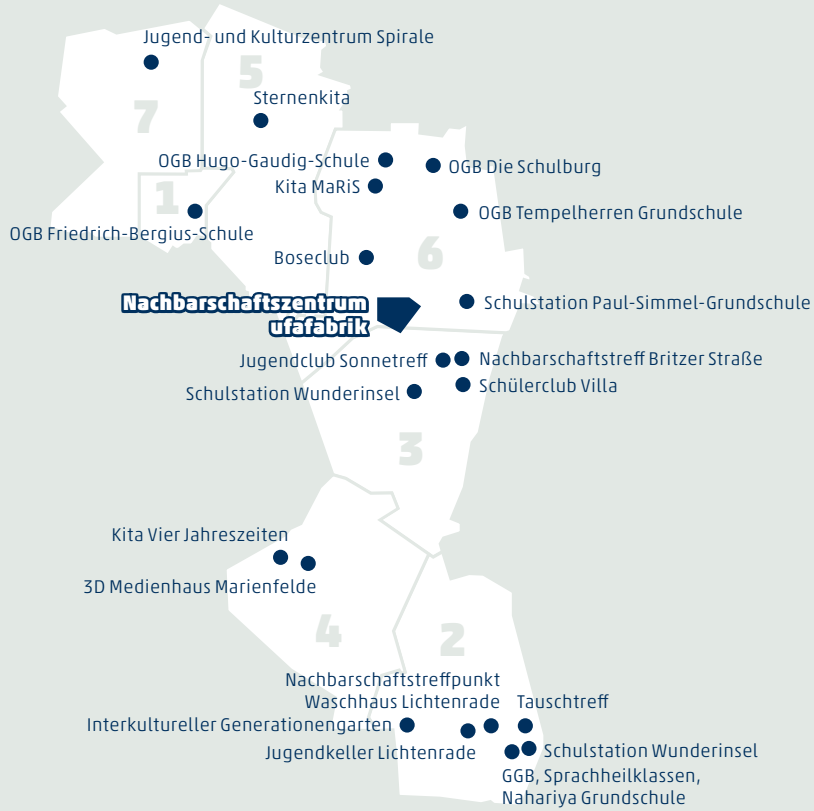 Jugend- und Kulturzentrum Spirale
5
Sternenkita
7
OGB Hugo-Gaudig-Schule
OGB Die Schulburg
Kita MaRiS
1
OGB Tempelherren Grundschule
OGB Friedrich-Bergius-Schule
Boseclub
6
Nachbarschaftszentrum
ufafabrik
Schulstation Paul-Simmel-Grundschule
Jugendclub Sonnetreff
Nachbarschaftstreff Britzer Straße
Schulstation Wunderinsel
Schülerclub Villa
3
Kita Vier Jahreszeiten
3D Medienhaus Marienfelde
4
2
Nachbarschaftstreffpunkt
Waschhaus Lichtenrade
Tauschtreff
Interkultureller Generationengarten
Jugendkeller Lichtenrade
Schulstation Wunderinsel
GGB, Sprachheilklassen,
Nahariya Grundschule